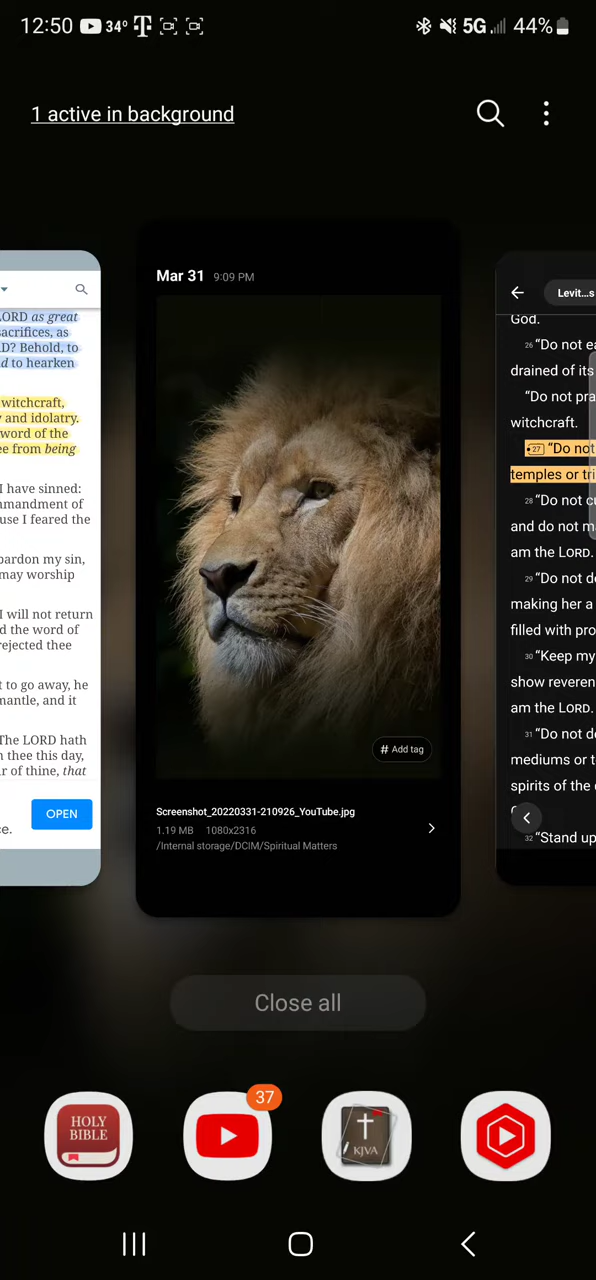 12:50 34° 5G 44%
1 active in background
LORD as great
sacrifices, as
D? Behold, to
d to hearken
witchcraft,
y and idolatry.
word of the
ee from being
I have sinned:
mmandment of
use I feared the
pardon my sin,
may worship
I will not return
d the word of
rejected thee
t to go away, he
mantle, and it
The LORD hath
n thee this day,
r of thine, that
OPEN
ce.
Mar 31 9:09 PM
# Add tag
Screenshot_20220331-210926_YouTube.jpg
1.19 MB 1080x2316
/Internal storage/DCIM/Spiritual Matters
Levit...s
God.
26 “Do not ea
drained of its
“Do not pra
witchcraft.
27 “Do not
temples or tri
28 “Do not cu
and do not m
am the LORD.
29 “Do not de
making her a
filled with pro
30 “Keep my
show reveren
am the LORD.
31 “Do not de
mediums or t
spirits of the
32 “Stand up
Close all
HOLY
BIBLE
37
KJVA